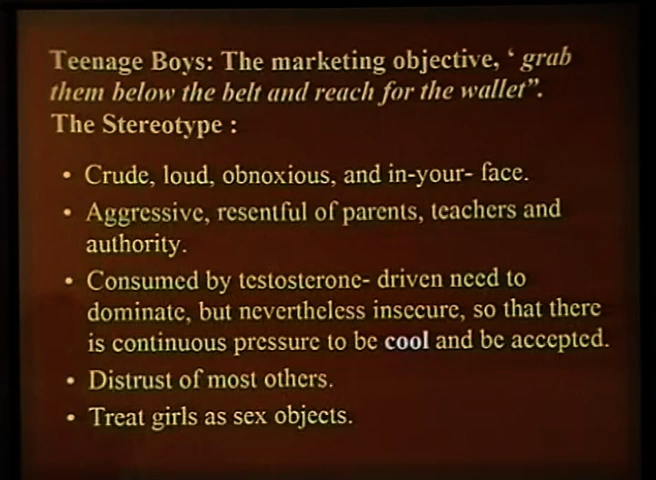 Teenage Boys: The marketing objective, ‘ grab
them below the belt and reach for the wallet”.
The Stereotype :
• Crude, loud, obnoxious, and in-your- face.
• Aggressive, resentful of parents, teachers and
authority.
• Consumed by testosterone- driven need to
dominate, but nevertheless insecure, so that there
is continuous pressure to be cool and be accepted.
• Distrust of most others.
• Treat girls as sex objects.